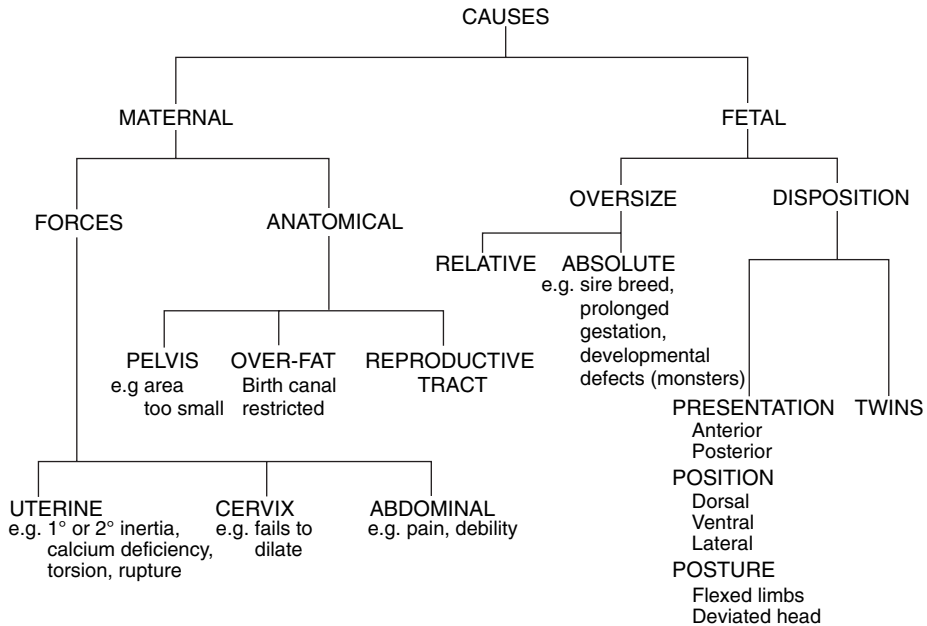 CAUSES
MATERNAL
FETAL
FORCES
ANATOMICAL
OVERSIZE
DISPOSITION
RELATIVE
ABSOLUTE
e.g. sire breed,
prolonged
gestation,
developmental
defects (monsters)
PELVIS
e.g area
too small
OVER-FAT
Birth canal
restricted
REPRODUCTIVE
TRACT
PRESENTATION
Anterior
Posterior
POSITION
Dorsal
Ventral
Lateral
POSTURE
Flexed limbs
Deviated head
TWINS
UTERINE
e.g. 1° or 2° inertia,
calcium deficiency,
torsion, rupture
CERVIX
e.g. fails to
dilate
ABDOMINAL
e.g. pain, debility